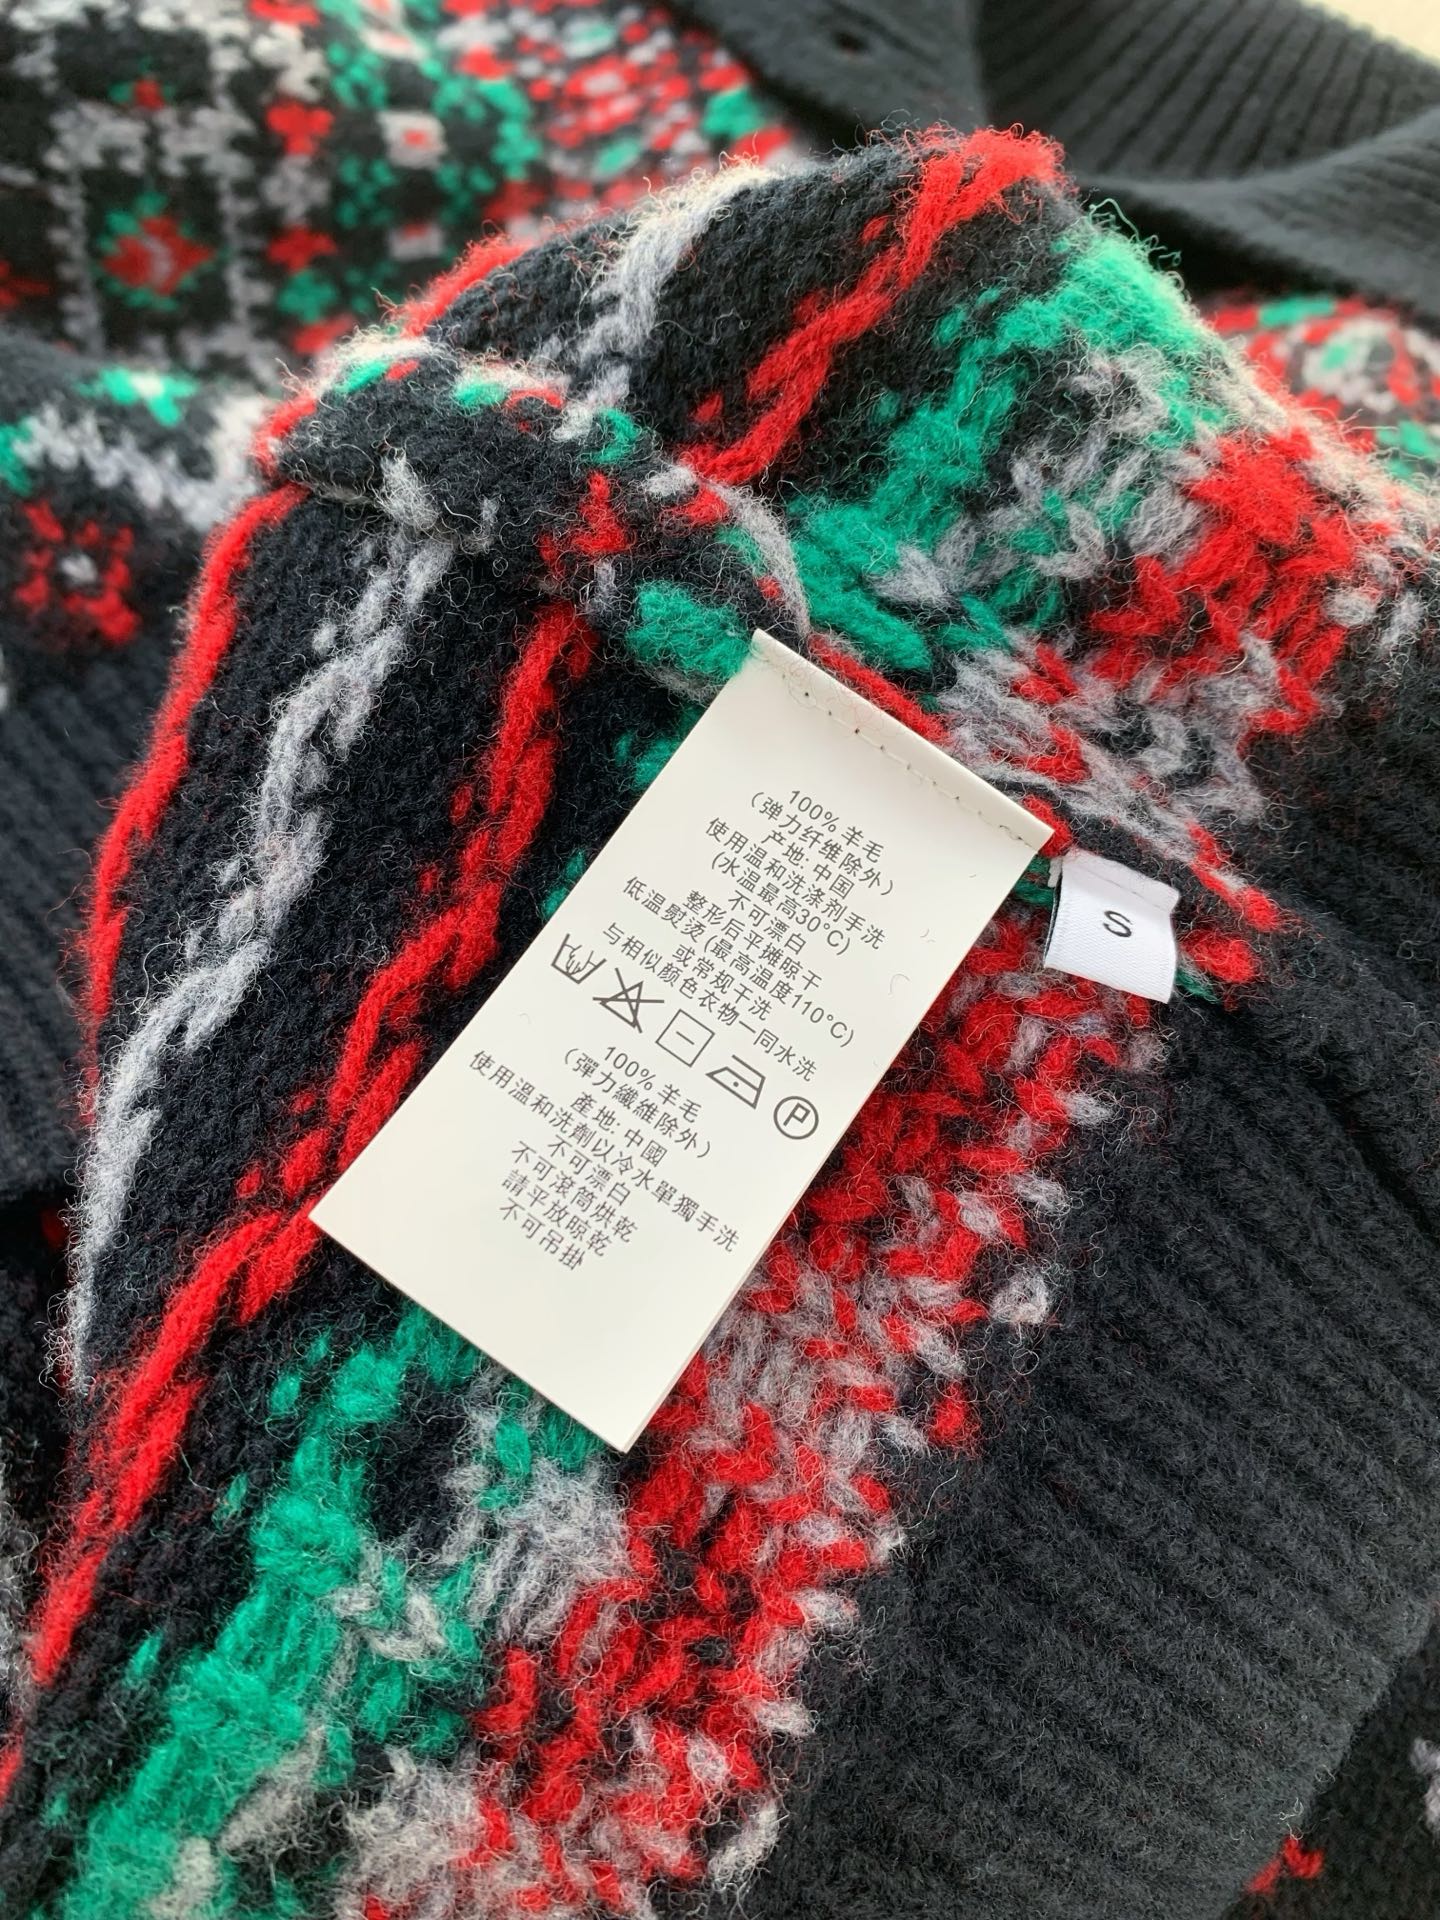 100% 羊毛
（弹力纤维除外）
产地: 中国
使用温和洗涤剂手洗
(水温最高30°C)
不可漂白
整形后平摊晾干
低温熨烫(最高温度110°C)
或常规干洗
与相似颜色衣物一同水洗
P
100% 羊毛
（彈力纖維除外）
產地: 中國
使用溫和洗劑以冷水單獨手洗
不可漂白
不可滾筒烘乾
請平放晾乾
不可吊掛
S